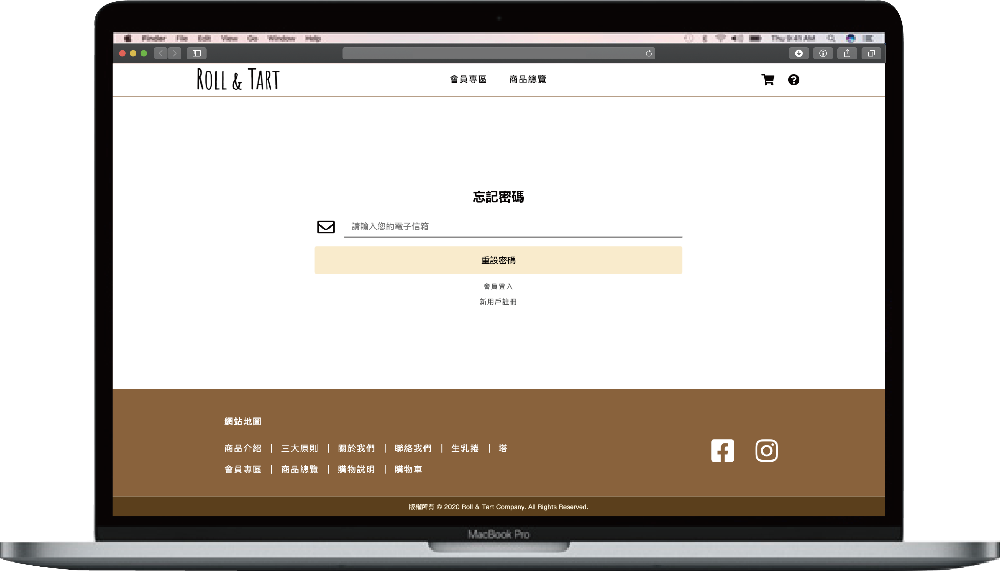 Finder File Edit View Go Window Help Thu 9:41 AM
ROLL & TART 會員專區 商品總覽
忘記密碼
請輸入您的電子信箱
重設密碼
會員登入
新用戶註冊
網站地圖
商品介紹 | 三大原則 | 關於我們 | 聯絡我們 | 生乳捲 | 塔
會員專區 | 商品總覽 | 購物說明 | 購物車
版權所有 © 2020 Roll & Tart Company. All Rights Reserved.
MacBook Pro